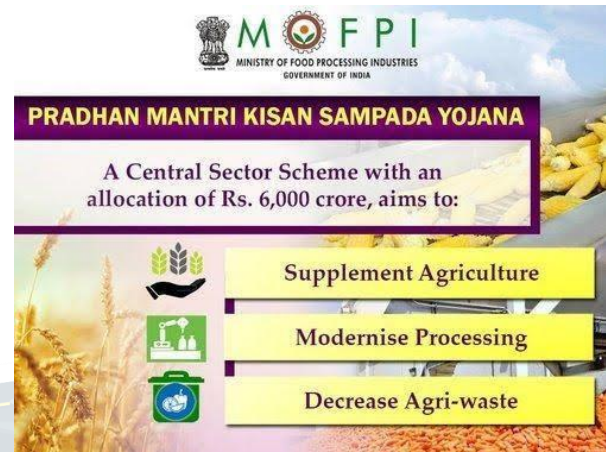 MOFPI
MINISTRY OF FOOD PROCESSING INDUSTRIES
GOVERNMENT OF INDIA
PRADHAN MANTRI KISAN SAMPADA YOJANA
A Central Sector Scheme with an
allocation of Rs. 6,000 crore, aims to:
Supplement Agriculture
Modernise Processing
Decrease Agri-waste